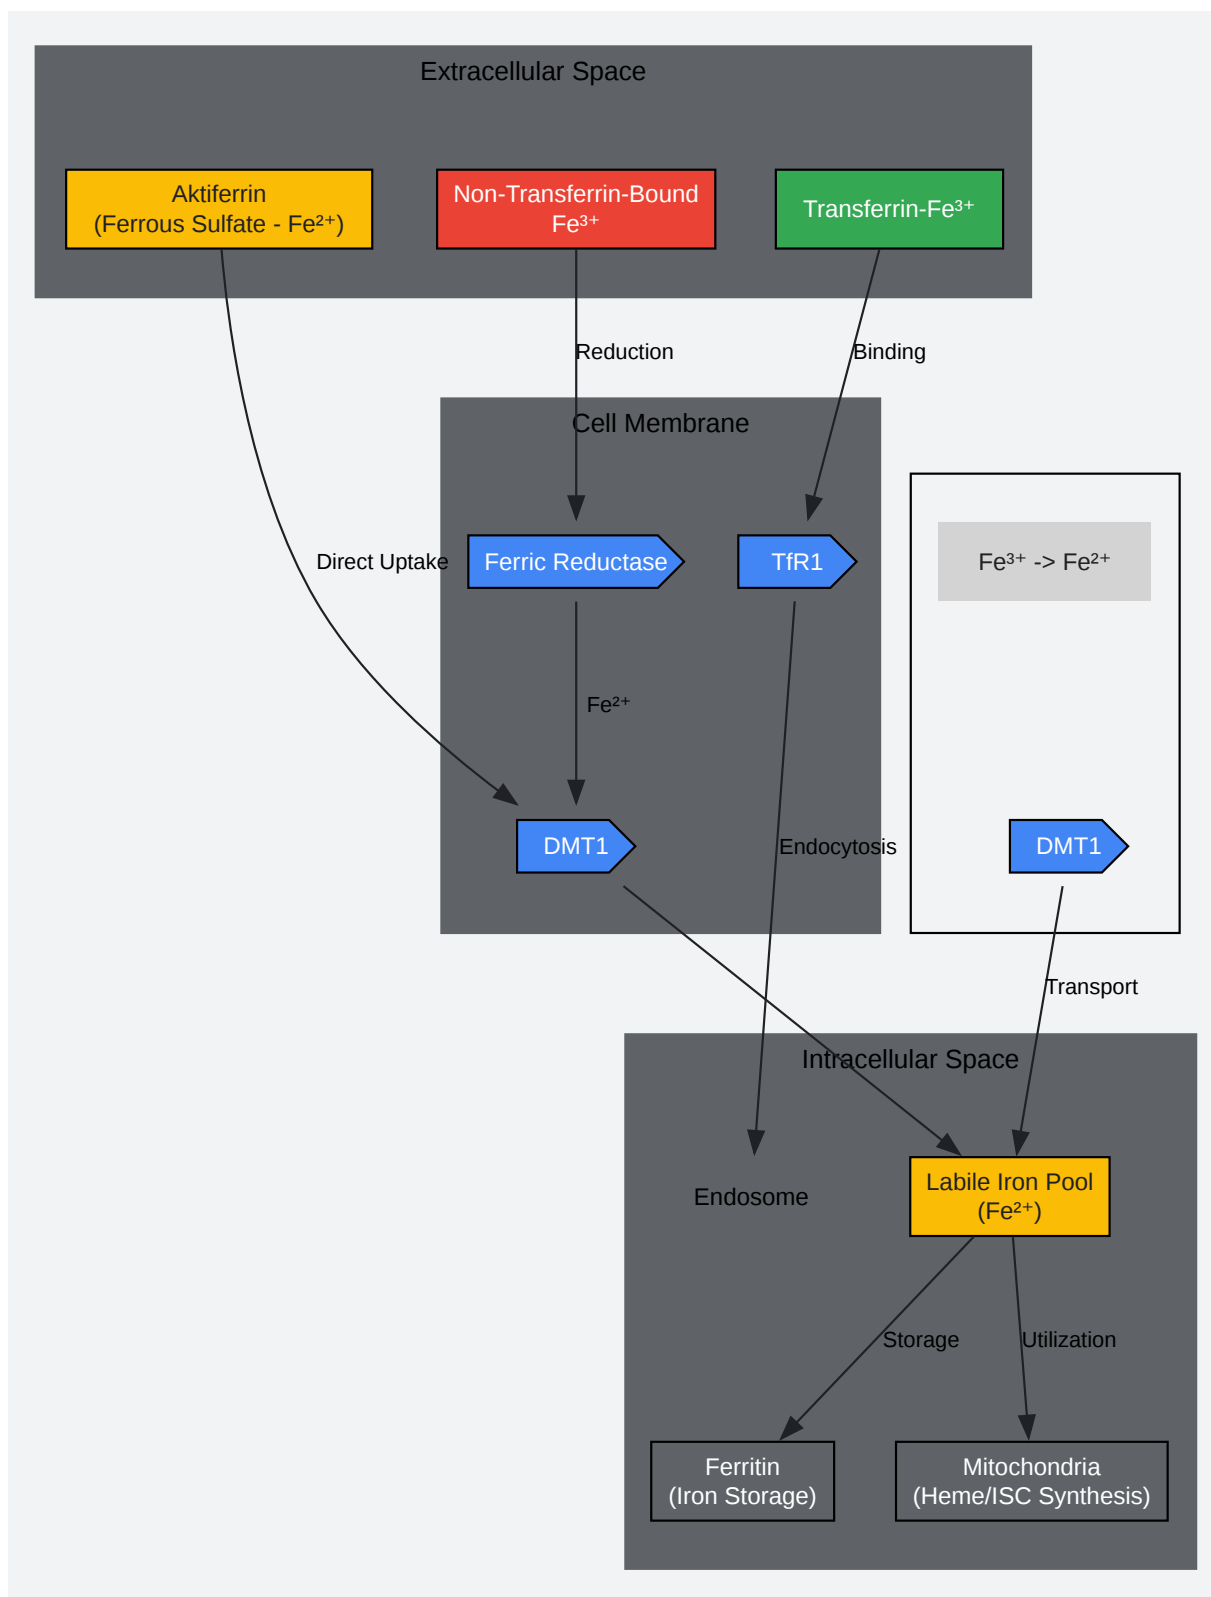 Extracellular Space
Aktiferrin
(Ferrous Sulfate - Fe²⁺)
Non-Transferrin-Bound
Fe³⁺
Transferrin-Fe³⁺
Reduction
Binding
Cell Membrane
Direct Uptake
Ferric Reductase
TfR1
Fe³⁺ -> Fe²⁺
Fe²⁺
DMT1
Endocytosis
DMT1
Transport
Intracellular Space
Endosome
Labile Iron Pool
(Fe²⁺)
Storage
Utilization
Ferritin
(Iron Storage)
Mitochondria
(Heme/ISC Synthesis)